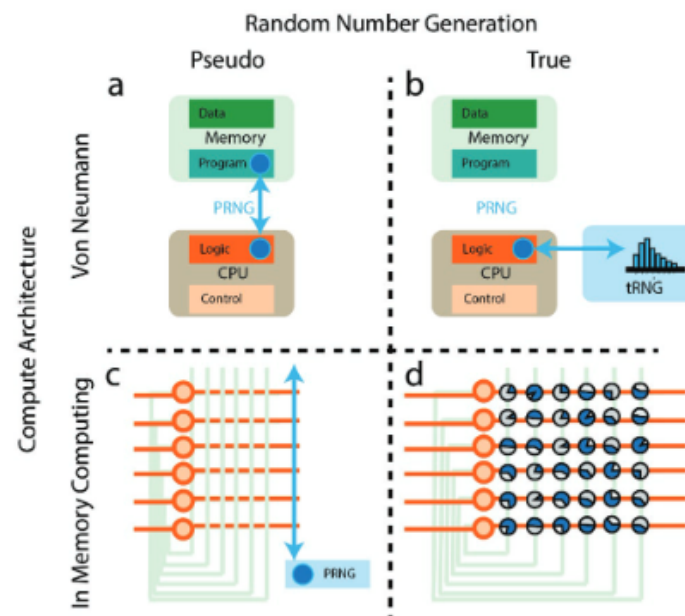 Random Number Generation
Pseudo
True
Compute Architecture
Von Neumann
In Memory Computing
a
Data
Memory
Program
PRNG
Logic
CPU
Control
b
Data
Memory
Program
PRNG
Logic
CPU
Control
tRNG
c
PRNG
d